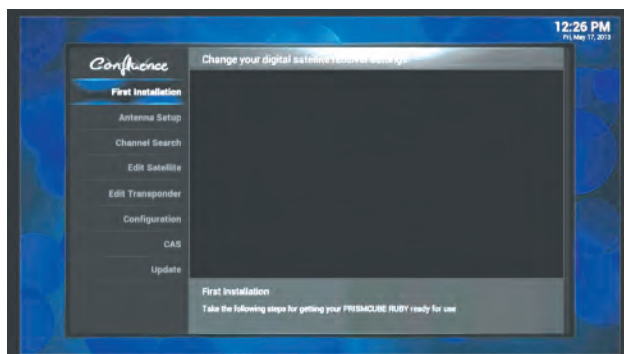 12:26 PM
Fri, May 17, 2013
Confluence
Change your digital satellite receiver settings
First Installation
Antenna Setup
Channel Search
Edit Satellite
Edit Transponder
Configuration
CAS
Update
First Installation
Take the following steps for getting your PRISMCUBE RUBY ready for use